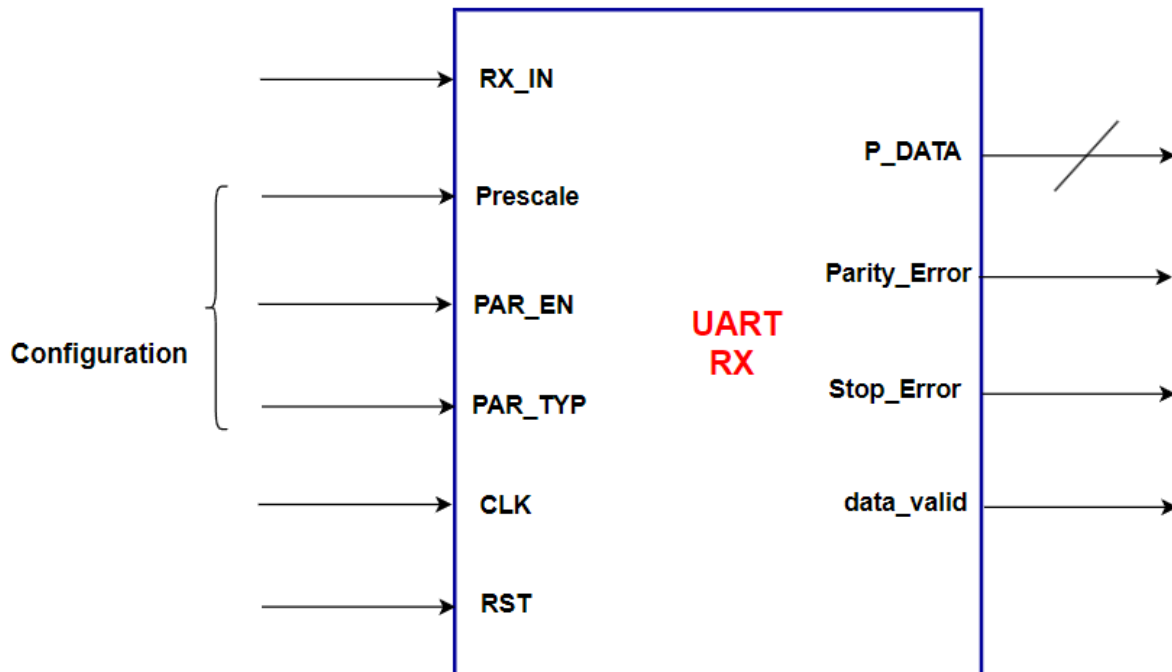 RX_IN
Prescale
PAR_EN
PAR_TYP
CLK
RST
Configuration
UART
RX
P_DATA
Parity_Error
Stop_Error
data_valid